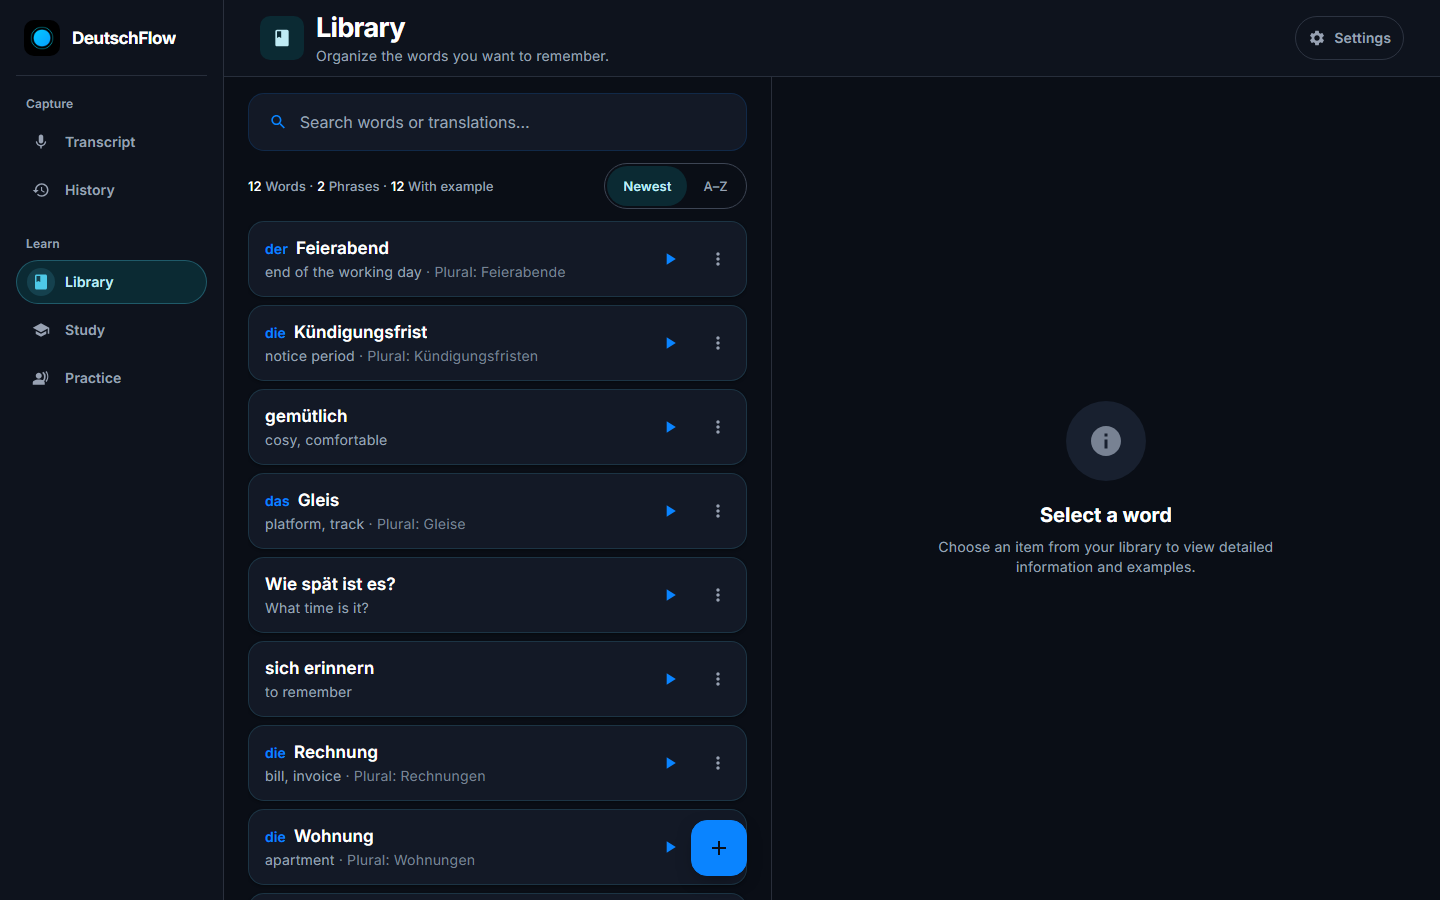 DeutschFlow
Capture
Transcript
History
Learn
Library
Study
Practice
Library
Organize the words you want to remember.
Settings
Search words or translations...
12 Words · 2 Phrases · 12 With example
Newest
A–Z
der Feierabend
end of the working day · Plural: Feierabende
die Kündigungsfrist
notice period · Plural: Kündigungsfristen
gemütlich
cosy, comfortable
das Gleis
platform, track · Plural: Gleise
Wie spät ist es?
What time is it?
sich erinnern
to remember
die Rechnung
bill, invoice · Plural: Rechnungen
die Wohnung
apartment · Plural: Wohnungen
Select a word
Choose an item from your library to view detailed
information and examples.